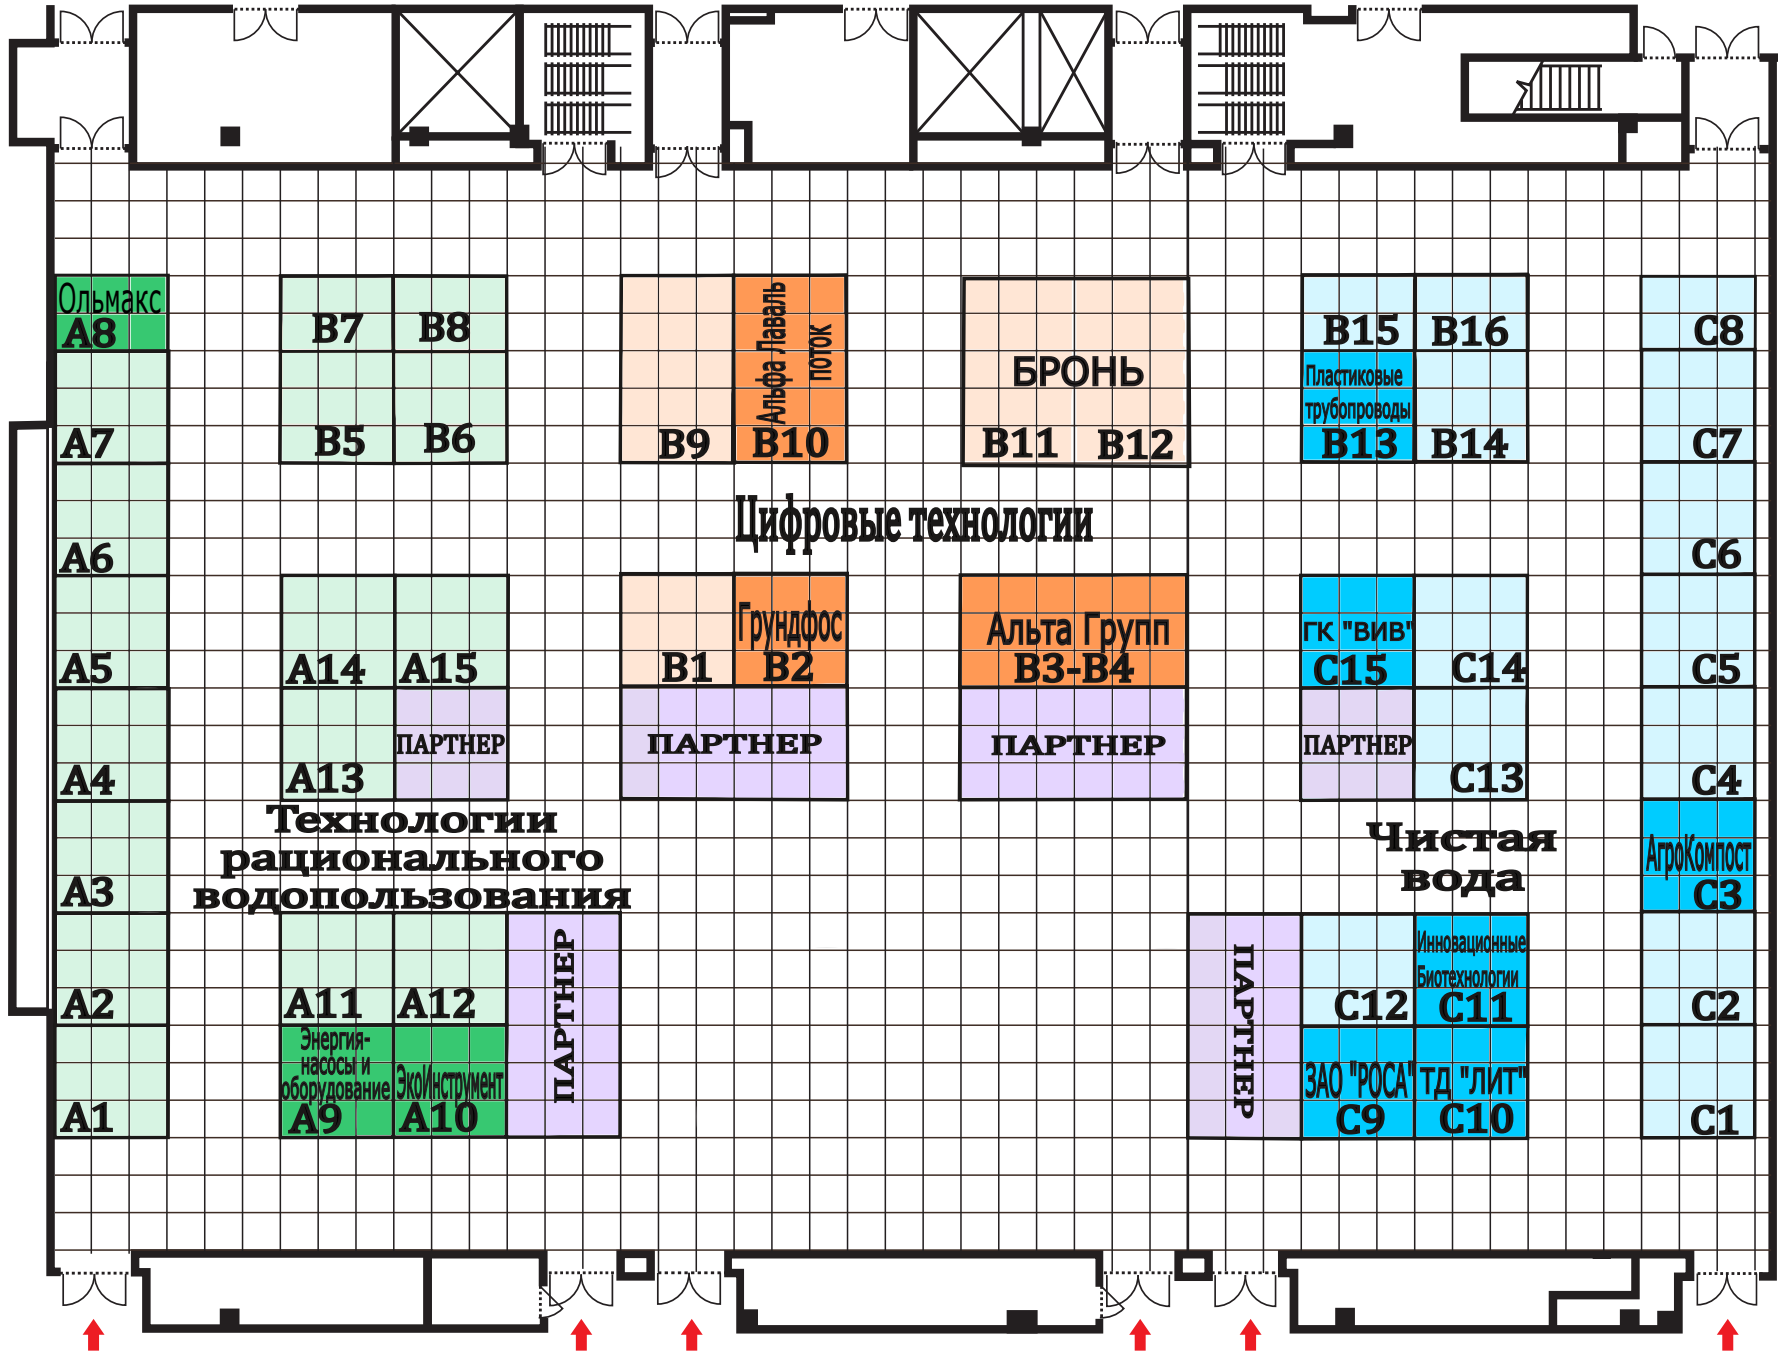 Ольмакс
A8
B7
B8
Альфа Лаваль
поток
БРОНЬ
B15
B16
C8
Пластиковые
трубопроводы
A7
B5
B6
B9
B10
B11
B12
B13
B14
C7
Цифровые технологии
A6
C6
Грундфос
Альта Групп
ГК "ВИВ"
A5
A14
A15
B1
B2
B3-B4
C15
C14
C5
ПАРТНЕР
ПАРТНЕР
ПАРТНЕР
ПАРТНЕР
A4
A13
C13
C4
Технологии
рационального
водопользования
Чистая
вода
АгроКомпост
A3
C3
ПАРТНЕР
ПАРТНЕР
Инновационные
Биотехнологии
A2
A11
A12
C12
C11
C2
Энергия-
насосы и
оборудование
ЭкоИнструмент
ЗАО "РОСА"
ТД "ЛИТ"
A1
A9
A10
C9
C10
C1